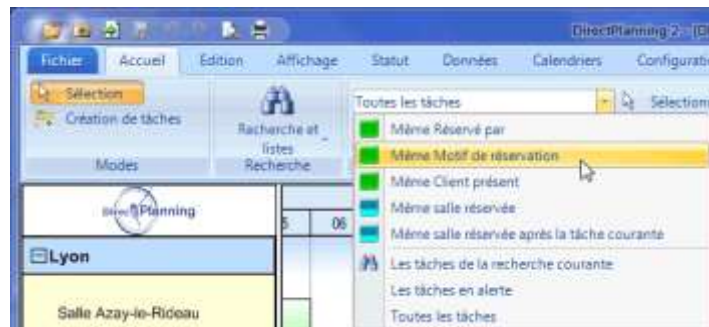 DirectPlanning 2 - [D
Fichier Accueil Edition Affichage Statut Données Calendriers Configurati
Sélection
Création de tâches
Modes
Recherche et
listes
Recherche
Toutes les tâches
Sélection
Même Réservé par
Même Motif de réservation
Même Client présent
Même salle réservée
Même salle réservée après la tâche courante
Les tâches de la recherche courante
Les tâches en alerte
Toutes les tâches
DirectPlanning
5 06
Lyon
Salle Azay-le-Rideau